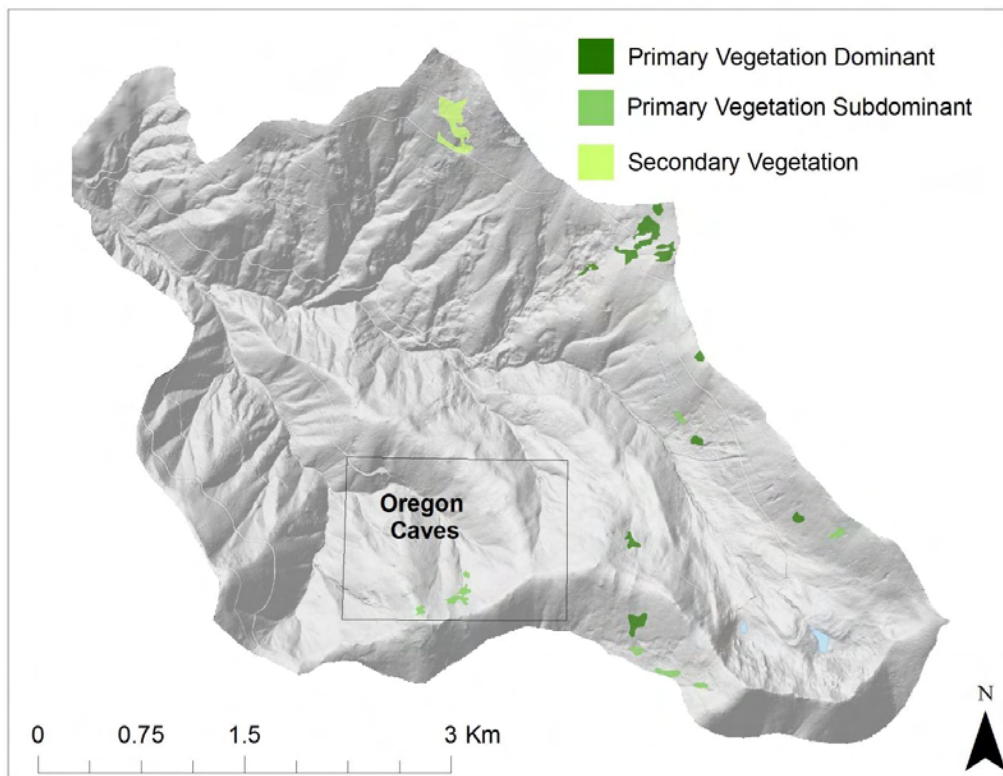 Primary Vegetation Dominant
Primary Vegetation Subdominant
Secondary Vegetation
Oregon
Caves
0 0.75 1.5 3 Km
N